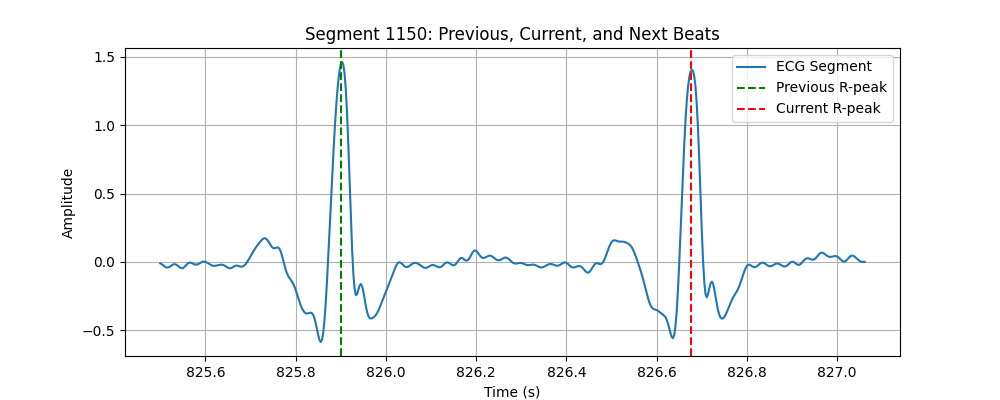 Segment 1150: Previous, Current, and Next Beats
ECG Segment
Previous R-peak
Current R-peak
Amplitude
1.5
1.0
0.5
0.0
−0.5
825.6 825.8 826.0 826.2 826.4 826.6 826.8 827.0
Time (s)